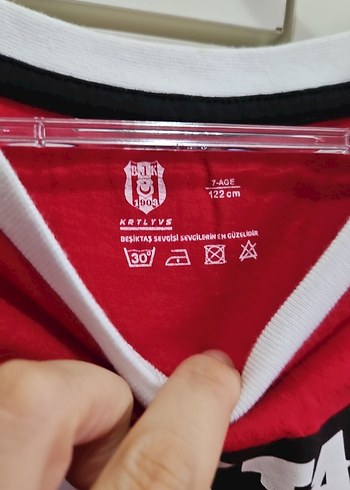 BJK
1903
7-AGE
122 cm
KRTLYVS
BEŞİKTAŞ SEVGİSİ SEVGİLERİN EN GÜZELİDİR
30°